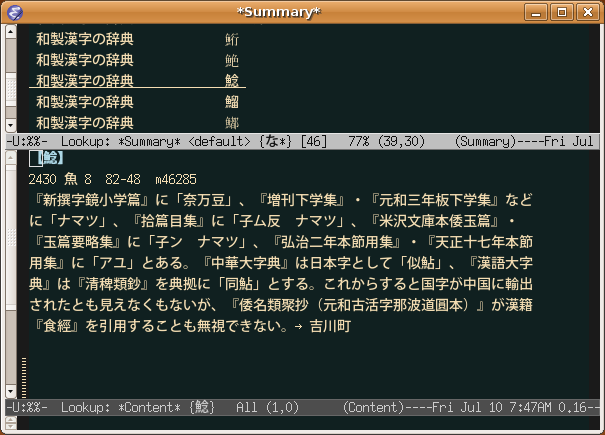 *Summary*
和製漢字の辞典 鮱
和製漢字の辞典 鮠
和製漢字の辞典 鯰
和製漢字の辞典 鰡
-U:%%- Lookup: *Summary* <default> {な*} [46] 77% (39,30) (Summary)----Fri Jul
【鯰】
2430 魚 8 82-48 m46285
『新撰字鏡小学篇』に「奈万豆」、『増刊下学集』・『元和三年板下学集』など
に「ナマツ」、『拾篇目集』に「子ム反 ナマツ」、『米沢文庫本倭玉篇』・
『玉篇要略集』に「子ン ナマツ」、『弘治二年本節用集』・『天正十七年本節
用集』に「アユ」とある。『中華大字典』は日本字として「似鮎」、『漢語大字
典』は『清稗類鈔』を典拠に「同鮎」とする。これからすると国字が中国に輸出
されたとも見えなくもないが、『倭名類聚抄（元和古活字那波道圓本）』が漢籍
『食經』を引用することも無視できない。→ 吉川町
-U:%%- Lookup: *Content* {鯰} All (1,0) (Content)----Fri Jul 10 7:47AM 0.16--